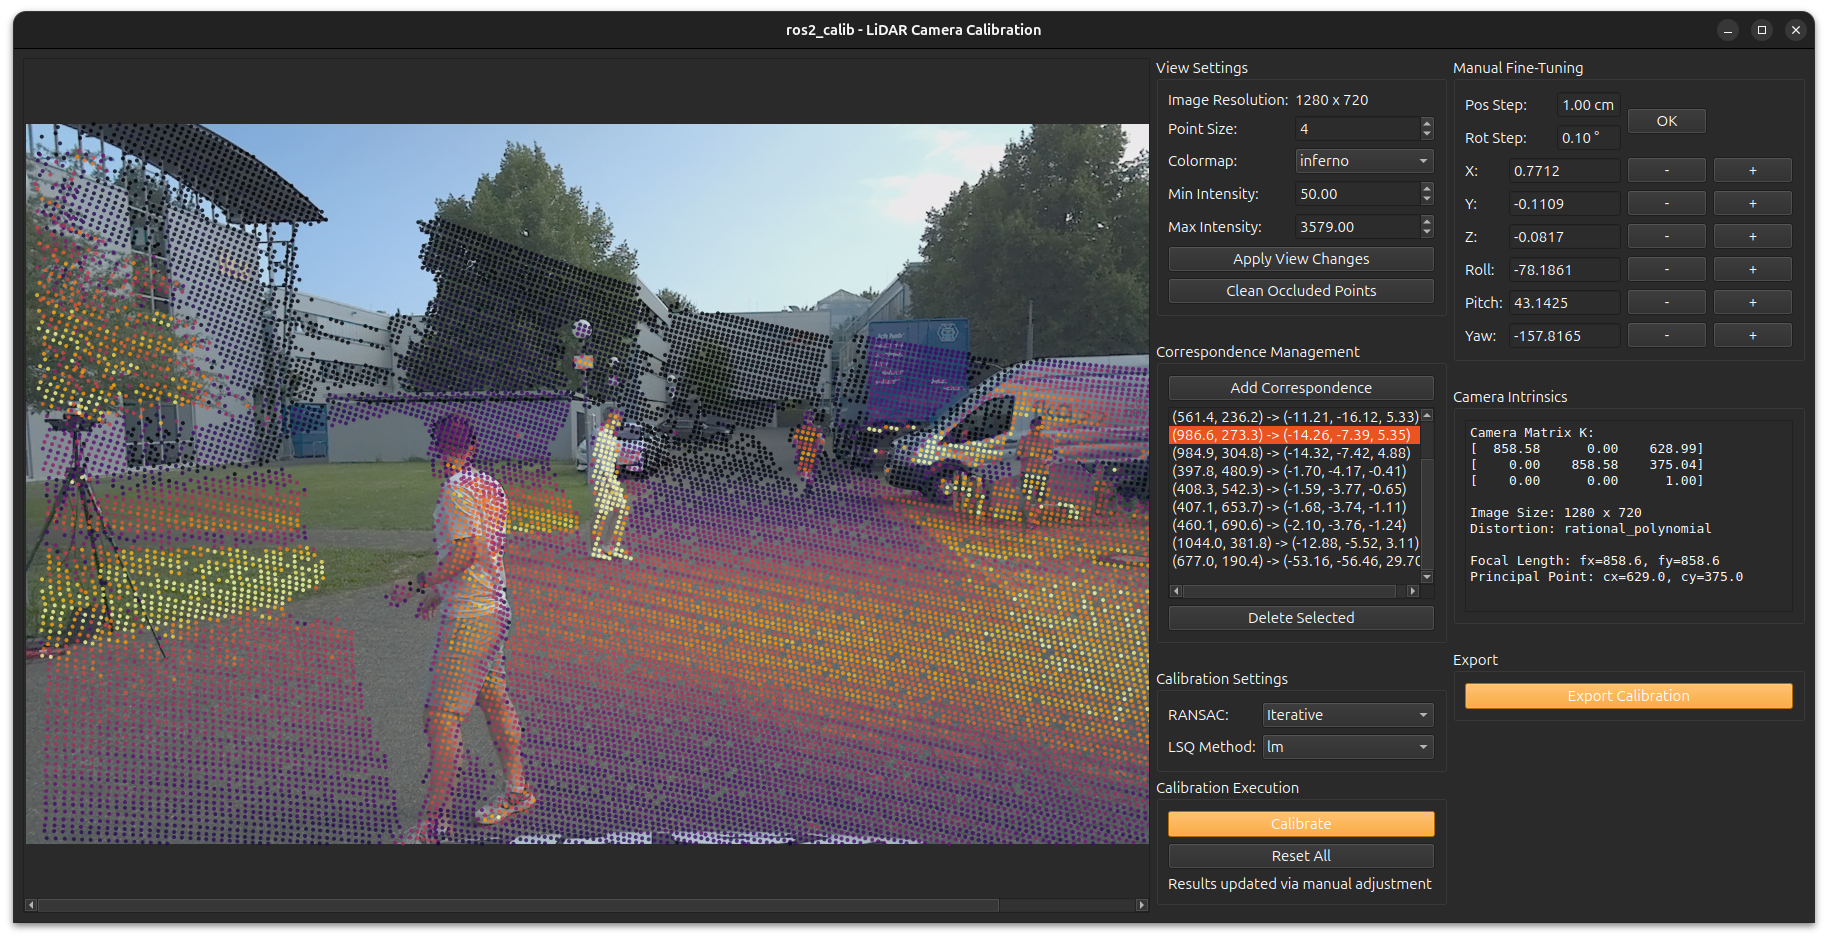 ros2_calib - LiDAR Camera Calibration
View Settings
Image Resolution: 1280 x 720
Point Size: 4
Colormap: inferno
Min Intensity: 50.00
Max Intensity: 3579.00
Apply View Changes
Clean Occluded Points
Correspondence Management
Add Correspondence
(561.4, 236.2) -> (-11.21, -16.12, 5.33)
(986.6, 273.3) -> (-14.26, -7.39, 5.35)
(984.9, 304.8) -> (-14.32, -7.42, 4.88)
(397.8, 480.9) -> (-1.70, -4.17, -0.41)
(408.3, 542.3) -> (-1.59, -3.77, -0.65)
(407.1, 653.7) -> (-1.68, -3.74, -1.11)
(460.1, 690.6) -> (-2.10, -3.76, -1.24)
(1044.0, 381.8) -> (-12.88, -5.52, 3.11)
(677.0, 190.4) -> (-53.16, -56.46, 29.70
Delete Selected
Calibration Settings
RANSAC: Iterative
LSQ Method: lm
Calibration Execution
Calibrate
Reset All
Results updated via manual adjustment
Manual Fine-Tuning
Pos Step: 1.00 cm
OK
Rot Step: 0.10 °
X: 0.7712 - +
Y: -0.1109 - +
Z: -0.0817 - +
Roll: -78.1861 - +
Pitch: 43.1425 - +
Yaw: -157.8165 - +
Camera Intrinsics
Camera Matrix K:
[ 858.58 0.00 628.99]
[ 0.00 858.58 375.04]
[ 0.00 0.00 1.00]
Image Size: 1280 x 720
Distortion: rational_polynomial
Focal Length: fx=858.6, fy=858.6
Principal Point: cx=629.0, cy=375.0
Export
Export Calibration